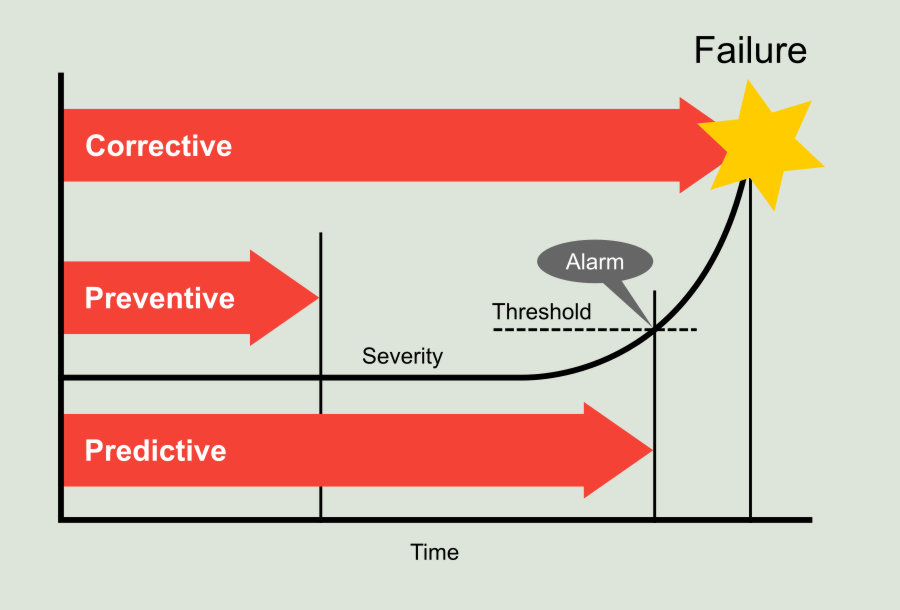 Failure
Corrective
Alarm
Preventive
Threshold
Severity
Predictive
Time